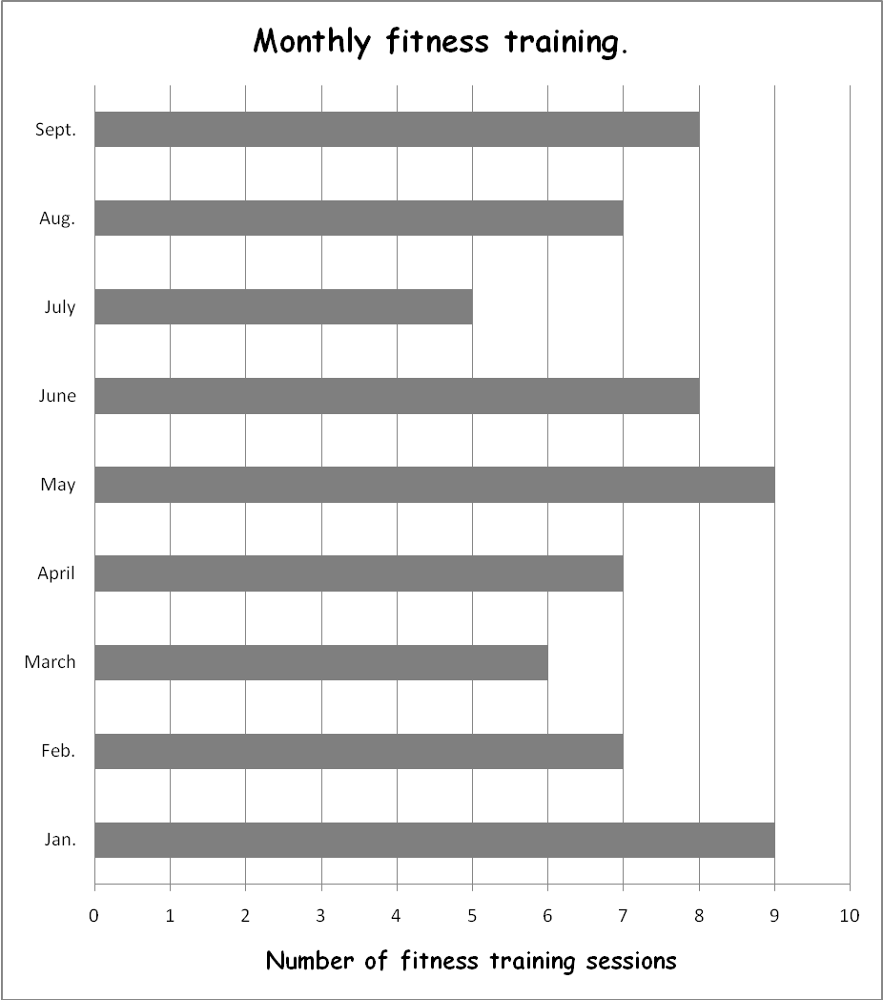 Monthly fitness training.
Sept.
Aug.
July
June
May
April
March
Feb.
Jan.
0 1 2 3 4 5 6 7 8 9 10
Number of fitness training sessions